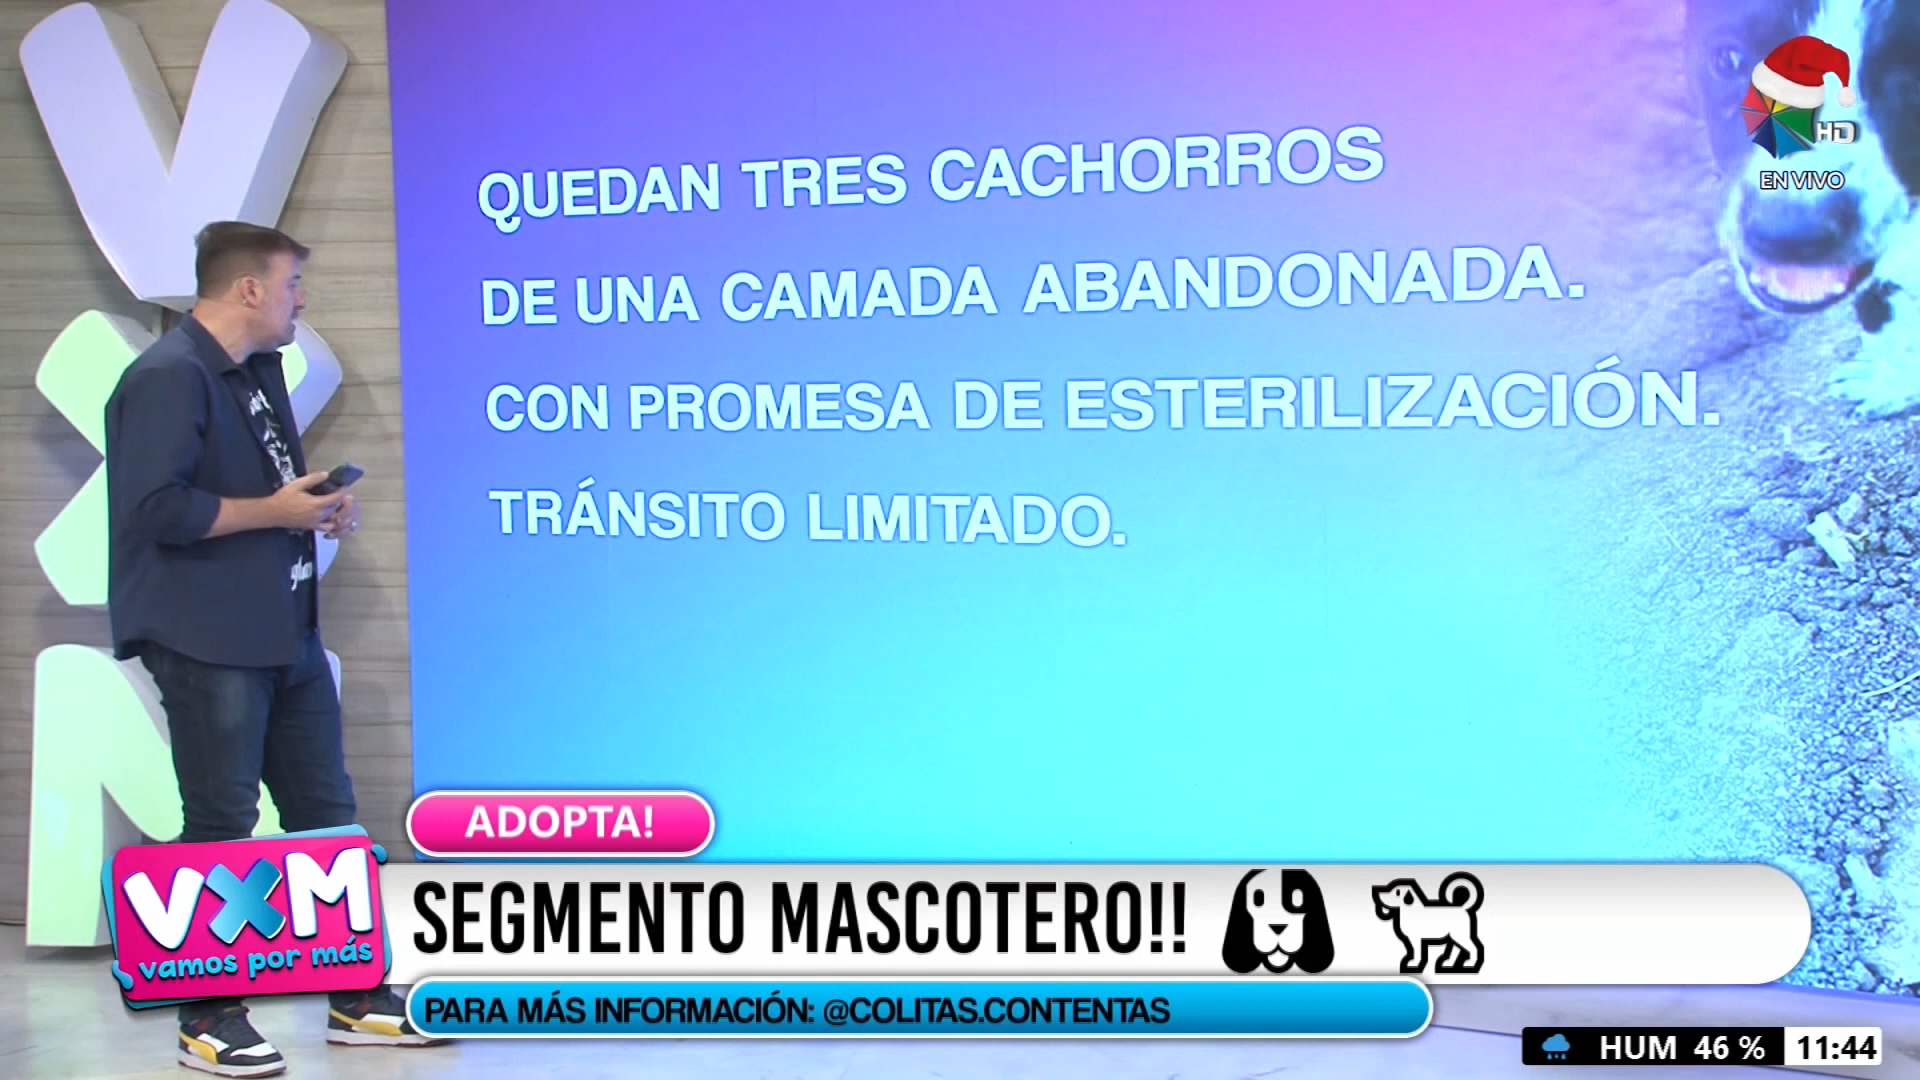 HD
EN VIVO
QUEDAN TRES CACHORROS
DE UNA CAMADA ABANDONADA.
CON PROMESA DE ESTERILIZACIÓN.
TRÁNSITO LIMITADO.
VXM
ADOPTA!
VXM
vamos por más
SEGMENTO MASCOTERO!!
PARA MÁS INFORMACIÓN: @COLITAS.CONTENTAS
HUM 46 % 11:44